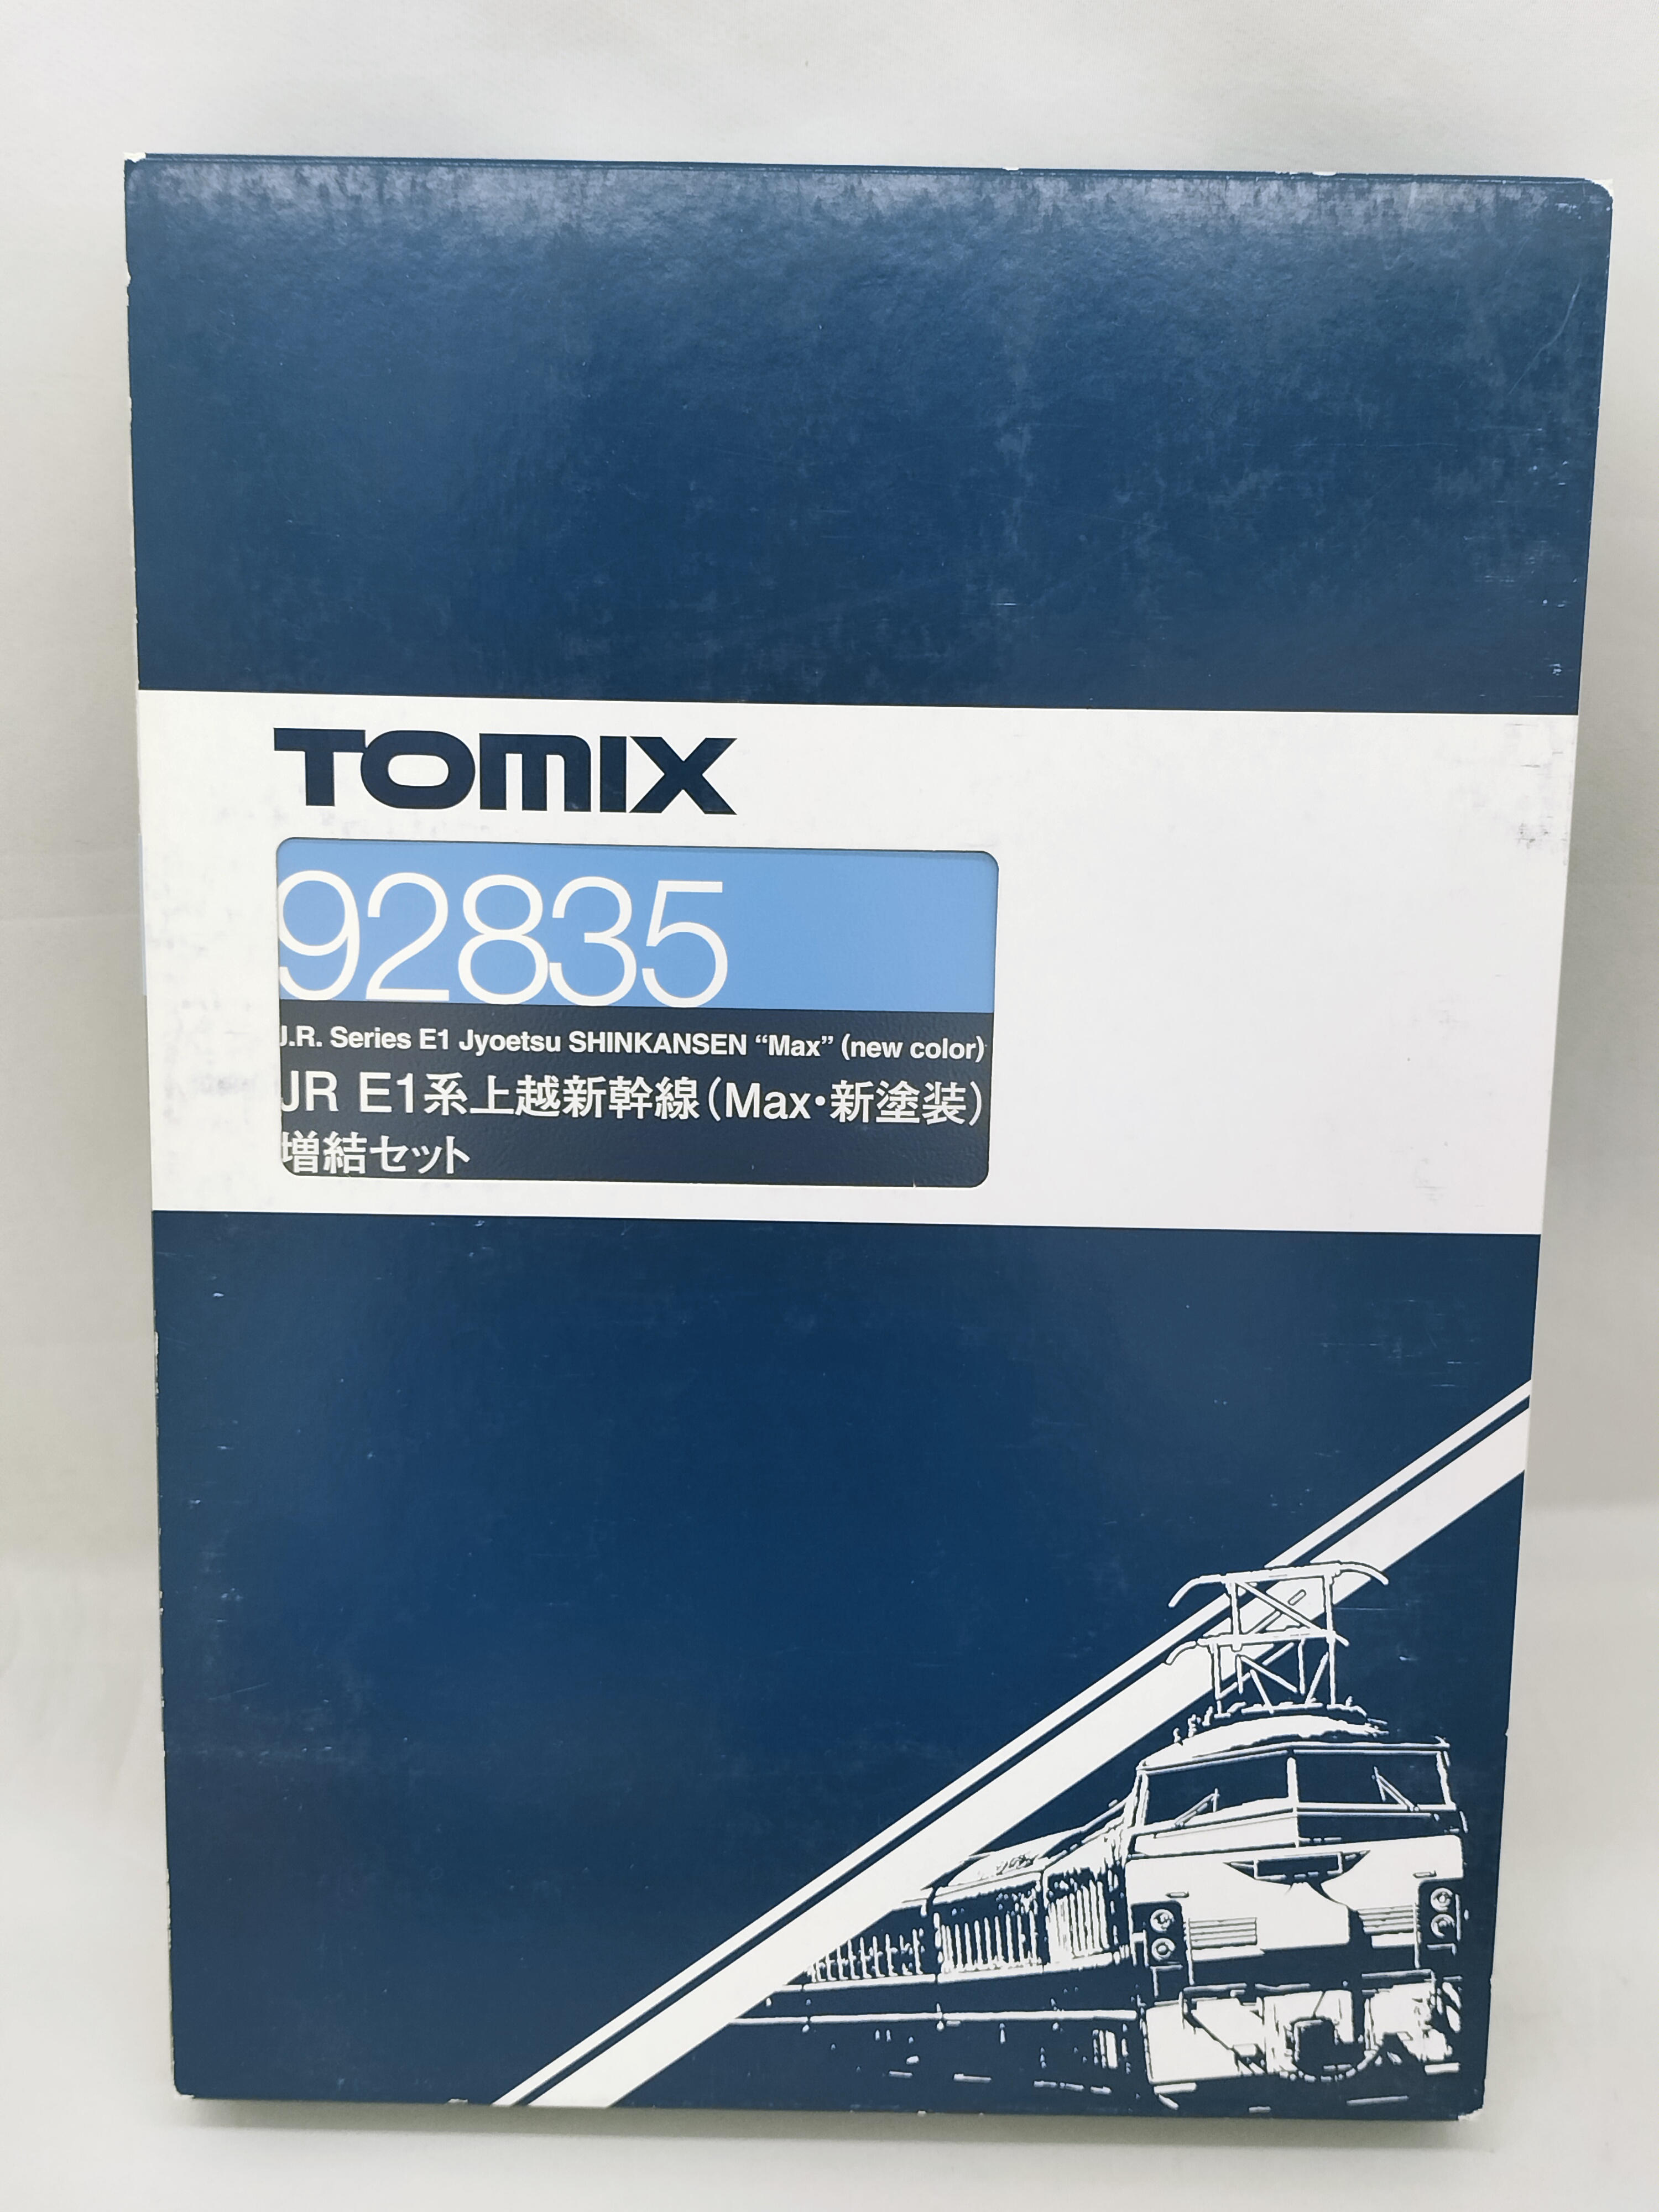 TOMIX
92835
J.R. Series E1 Jyoetsu SHINKANSEN “Max” (new color)
JR E1系上越新幹線（Max・新塗装）
増結セット